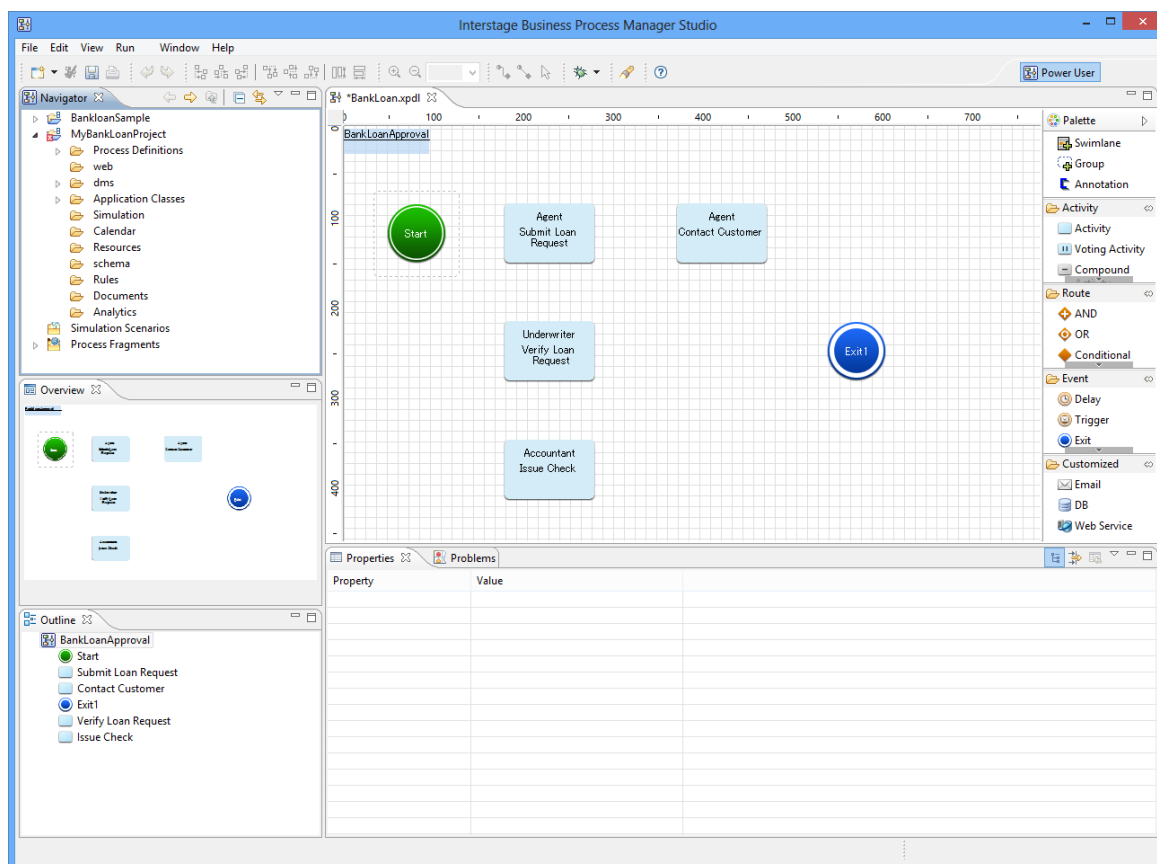 Interstage Business Process Manager Studio
File Edit View Run Window Help
Power User
Navigator
BankloanSample
MyBankLoanProject
Process Definitions
web
dms
Application Classes
Simulation
Calendar
Resources
schema
Rules
Documents
Analytics
Simulation Scenarios
Process Fragments
*BankLoan.xpdl
0 100 200 300 400 500 600 700
0
100
200
300
400
BankLoanApproval
Start
Agent
Submit Loan
Request
Agent
Contact Customer
Underwriter
Verify Loan
Request
Exit1
Accountant
Issue Check
Palette
Swimlane
Group
Annotation
Activity
Activity
Voting Activity
Compound
Route
AND
OR
Conditional
Event
Delay
Trigger
Exit
Customized
Email
DB
Web Service
Overview
Outline
BankLoanApproval
Start
Submit Loan Request
Contact Customer
Exit1
Verify Loan Request
Issue Check
Properties Problems
Property Value